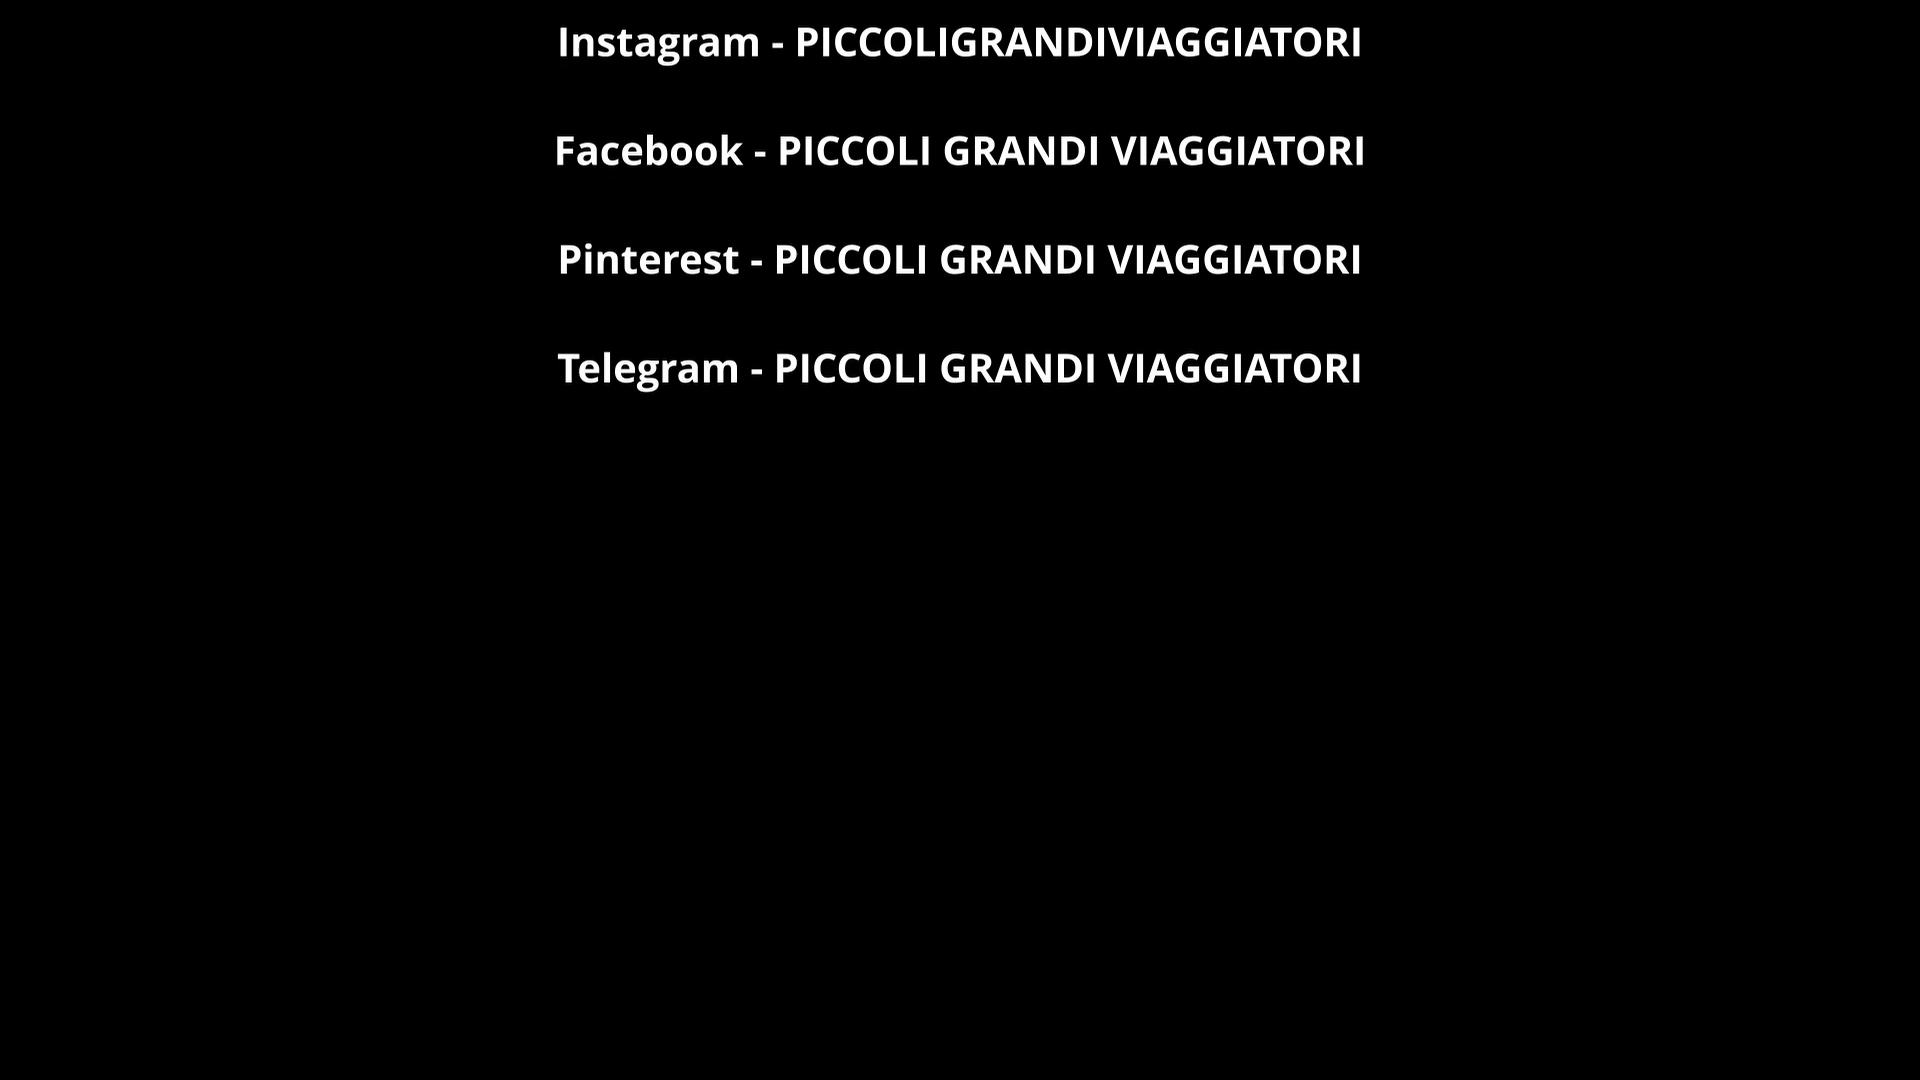 Instagram - PICCOLIGRANDIVIAGGIATORI
Facebook - PICCOLI GRANDI VIAGGIATORI
Pinterest - PICCOLI GRANDI VIAGGIATORI
Telegram - PICCOLI GRANDI VIAGGIATORI